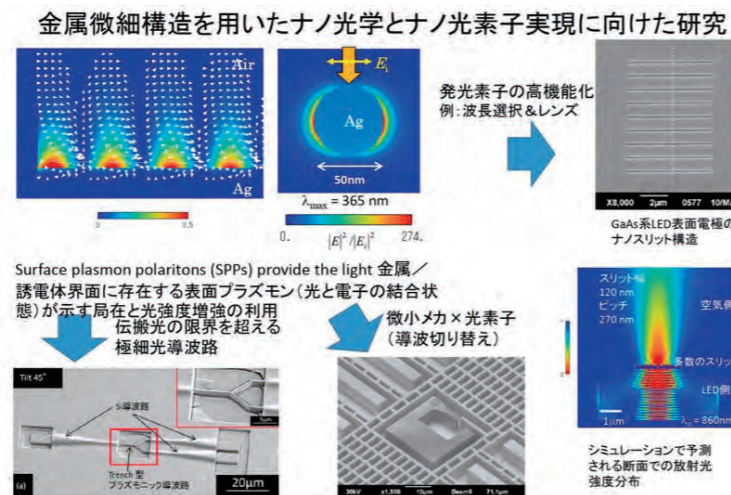 金属微細構造を用いたナノ光学とナノ光素子実現に向けた研究
Air
Ag
Ei
Ag
50nm
λmax = 365 nm
0. |E|²/|Ei|² 274.
発光素子の高機能化
例：波長選択&レンズ
X8,000 2μm 0577
GaAs系LED表面電極の
ナノスリット構造
Surface plasmon polaritons (SPPs) provide the light 金属／
誘電体界面に存在する表面プラズモン（光と電子の結合状
態）が示す局在と光強度増強の利用
伝搬光の限界を超える
極細光導波路
微小メカ×光素子
（導波切り替え）
Tilt 45°
Si導波路
Trench 型
プラズモニック導波路
(a)
20μm
30kV x1,500 10μm
スリット幅
120 nm
ピッチ
270 nm
空気側
多数のスリット
LED側
1μm
シミュレーションで予測
される断面での放射光
強度分布